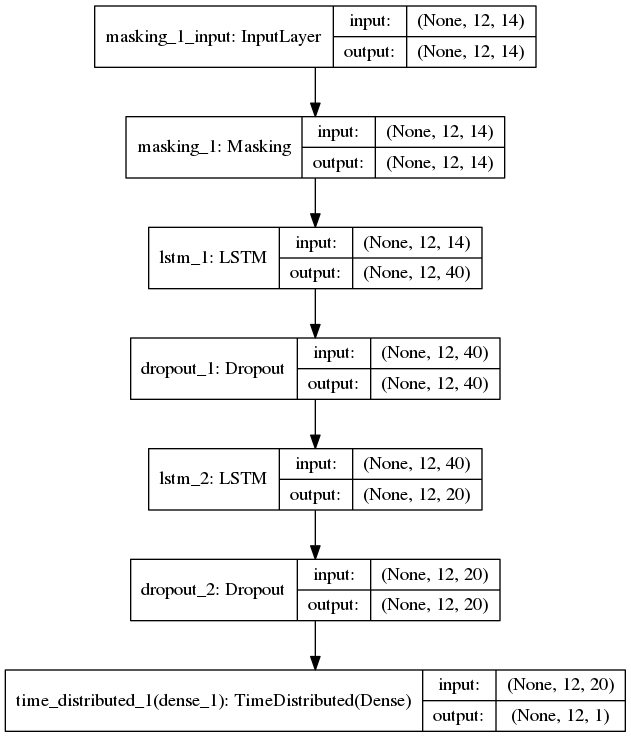 masking_1_input: InputLayer
input: (None, 12, 14)
output: (None, 12, 14)
masking_1: Masking
input: (None, 12, 14)
output: (None, 12, 14)
lstm_1: LSTM
input: (None, 12, 14)
output: (None, 12, 40)
dropout_1: Dropout
input: (None, 12, 40)
output: (None, 12, 40)
lstm_2: LSTM
input: (None, 12, 40)
output: (None, 12, 20)
dropout_2: Dropout
input: (None, 12, 20)
output: (None, 12, 20)
time_distributed_1(dense_1): TimeDistributed(Dense)
input: (None, 12, 20)
output: (None, 12, 1)